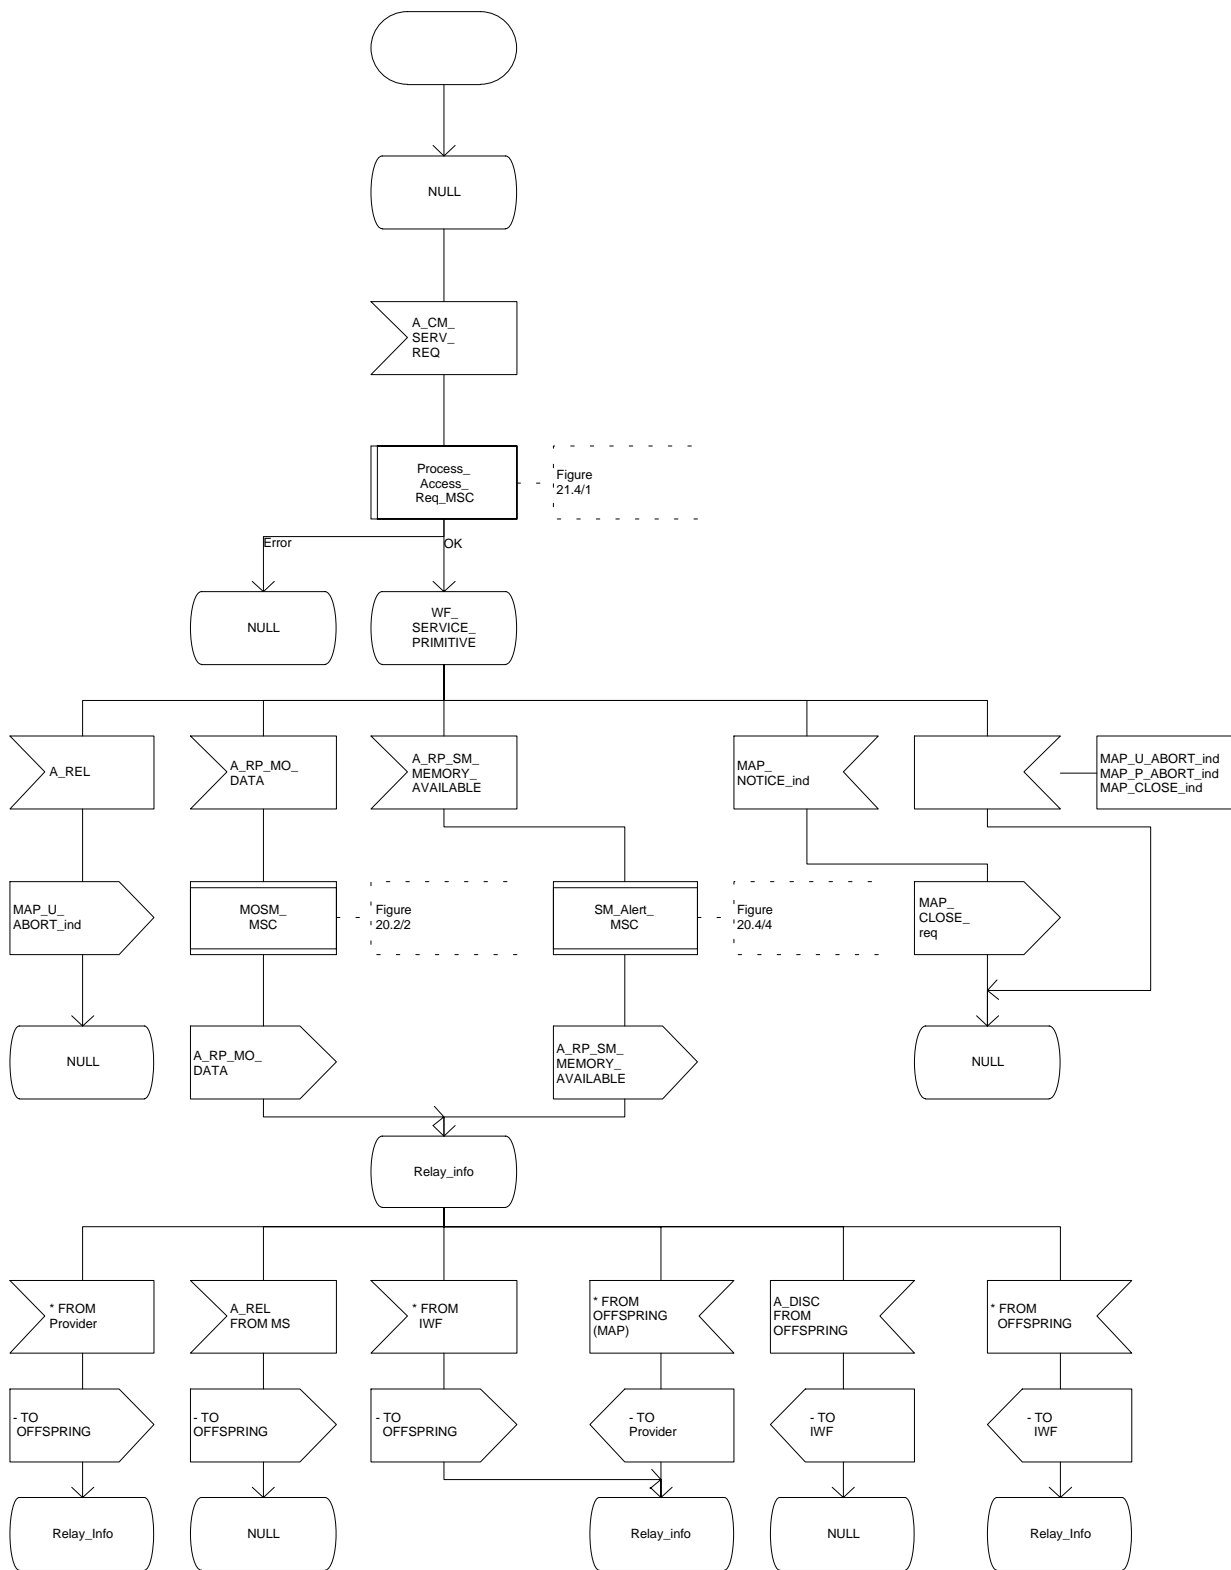 NULL
A_CM_
SERV_
REQ
Process_
Access_
Req_MSC
Figure
21.4/1
Error
OK
NULL
WF_
SERVICE_
PRIMITIVE
A_REL
A_RP_MO_
DATA
A_RP_SM_
MEMORY_
AVAILABLE
MAP_
NOTICE_ind
MAP_U_ABORT_ind
MAP_P_ABORT_ind
MAP_CLOSE_ind
MAP_U_
ABORT_ind
MOSM_
MSC
Figure
20.2/2
SM_Alert_
MSC
Figure
20.4/4
MAP_
CLOSE_
req
NULL
A_RP_MO_
DATA
A_RP_SM_
MEMORY_
AVAILABLE
NULL
Relay_info
* FROM
Provider
A_REL
FROM MS
* FROM
IWF
* FROM
OFFSPRING
(MAP)
A_DISC
FROM
OFFSPRING
* FROM
OFFSPRING
- TO
OFFSPRING
- TO
OFFSPRING
- TO
OFFSPRING
- TO
Provider
- TO
IWF
- TO
IWF
Relay_Info
NULL
Relay_info
NULL
Relay_Info